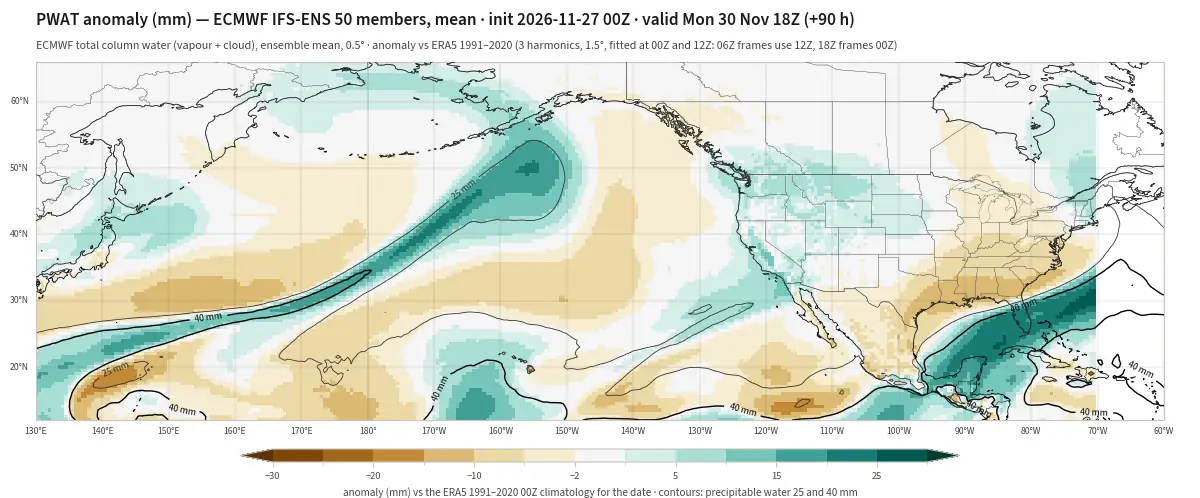 PWAT anomaly (mm) — ECMWF IFS-ENS 50 members, mean · init 2026-11-27 00Z · valid Mon 30 Nov 18Z (+90 h)
ECMWF total column water (vapour + cloud), ensemble mean, 0.5° · anomaly vs ERA5 1991–2020 (3 harmonics, 1.5°, fitted at 00Z and 12Z: 06Z frames use 12Z, 18Z frames 00Z)
60°N
50°N
40°N
30°N
20°N
25 mm
40 mm
40 mm
25 mm
40 mm
40 mm
40 mm
40 mm
40 mm
40 mm
130°E 140°E 150°E 160°E 170°E 180° 170°W 160°W 150°W 140°W 130°W 120°W 110°W 100°W 90°W 80°W 70°W 60°W
−30 −20 −10 −2 5 15 25
anomaly (mm) vs the ERA5 1991–2020 00Z climatology for the date · contours: precipitable water 25 and 40 mm